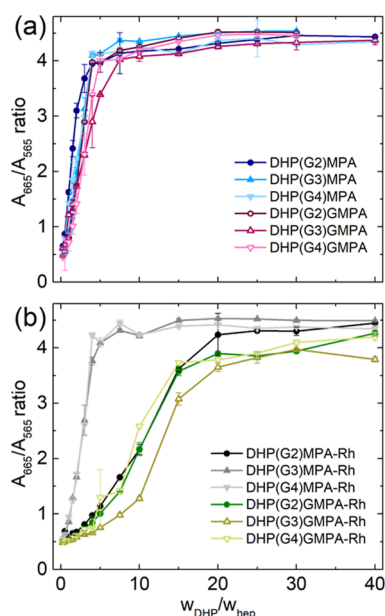 (a)
A665/A565 ratio
4
3
2
1
0
DHP(G2)MPA
DHP(G3)MPA
DHP(G4)MPA
DHP(G2)GMPA
DHP(G3)GMPA
DHP(G4)GMPA
(b)
A665/A565 ratio
4
3
2
1
0
DHP(G2)MPA-Rh
DHP(G3)MPA-Rh
DHP(G4)MPA-Rh
DHP(G2)GMPA-Rh
DHP(G3)GMPA-Rh
DHP(G4)GMPA-Rh
0 10 20 30 40
wDHP/whep